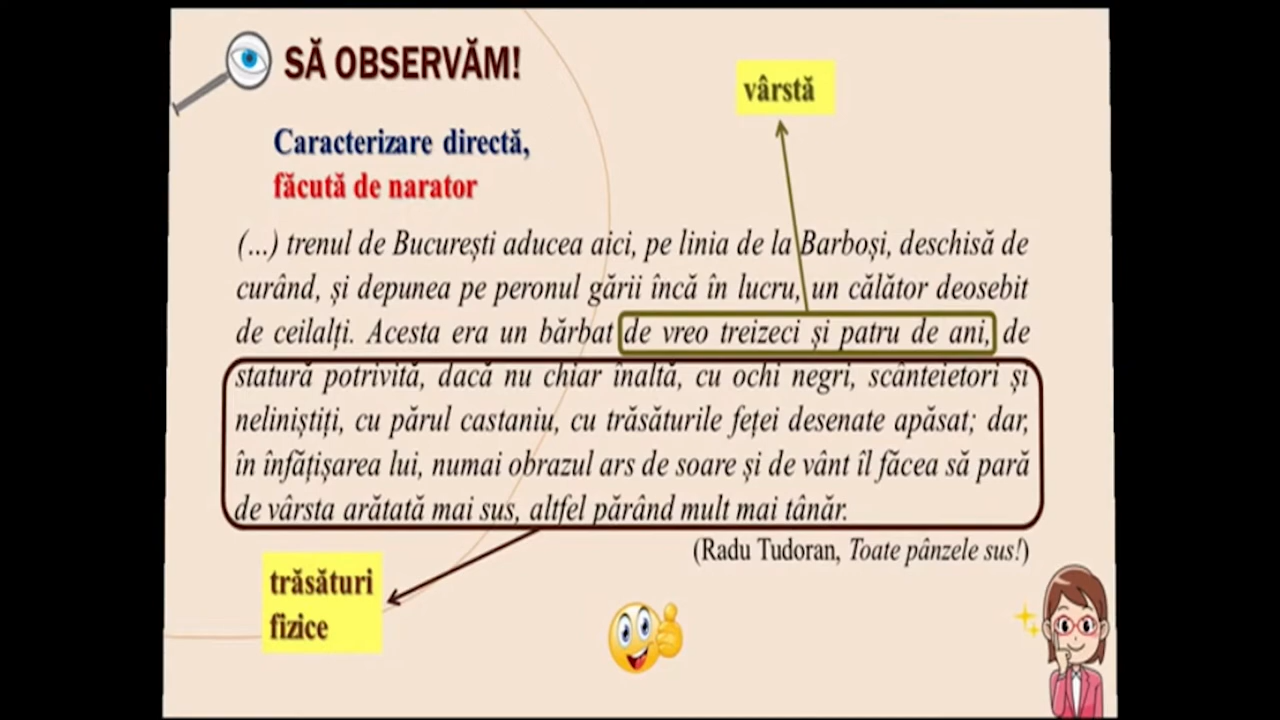 SĂ OBSERVĂM!
vârstă
Caracterizare directă,
făcută de narator
(...) trenul de București aducea aici, pe linia de la Barboși, deschisă de
curând, și depunea pe peronul gării încă în lucru, un călător deosebit
de ceilalți. Acesta era un bărbat de vreo treizeci și patru de ani, de
statură potrivită, dacă nu chiar înaltă, cu ochi negri, scânteietori și
neliniștiți, cu părul castaniu, cu trăsăturile feței desenate apăsat; dar,
în înfățișarea lui, numai obrazul ars de soare și de vânt îl făcea să pară
de vârsta arătată mai sus, altfel părând mult mai tânăr.
(Radu Tudoran, Toate pânzele sus!)
trăsături
fizice